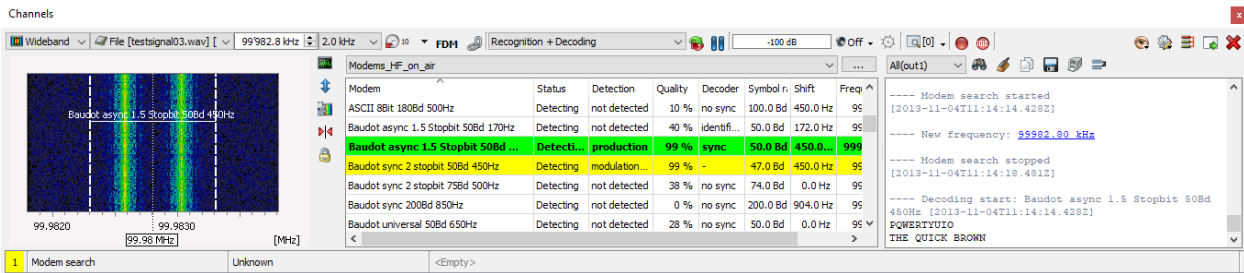 Channels
x
Wideband File [testsignal03.wav] [ 99'982.8 kHz 2.0 kHz 10 FDM Recognition + Decoding -100 dB Off [0]
Modems_HF_on_air ... All(out1)
Modem Status Detection Quality Decoder Symbol r. Shift Frequ
ASCII 8Bit 180Bd 500Hz Detecting not detected 10 % no sync 100.0 Bd 450.0 Hz 99
Baudot async 1.5 Stopbit 50Bd 170Hz Detecting not detected 40 % identifi... 50.0 Bd 172.0 Hz 99
Baudot async 1.5 Stopbit 50Bd ... Detecti... production 99 % sync 50.0 Bd 450.0... 999
Baudot sync 2 stopbit 50Bd 450Hz Detecting modulation... 99 % - 47.0 Bd 450.0 Hz 99
Baudot sync 2 stopbit 75Bd 500Hz Detecting not detected 38 % no sync 74.0 Bd 0.0 Hz 99
Baudot sync 200Bd 850Hz Detecting not detected 0 % no sync 200.0 Bd 904.0 Hz 99
Baudot universal 50Bd 650Hz Detecting not detected 28 % no sync 50.0 Bd 0.0 Hz 99
Baudot async 1.5 Stopbit 50Bd 450Hz
99.9820 99.9830
99.98 MHz [MHz]
---- Modem search started
[2013-11-04T11:14:14.428Z]
---- New frequency: 99982.80 kHz
---- Modem search stopped
[2013-11-04T11:14:18.481Z]
---- Decoding start: Baudot async 1.5 Stopbit 50Bd
450Hz [2013-11-04T11:14:14.428Z]
PQWERTYUIO
THE QUICK BROWN
1 Modem search Unknown <Empty>